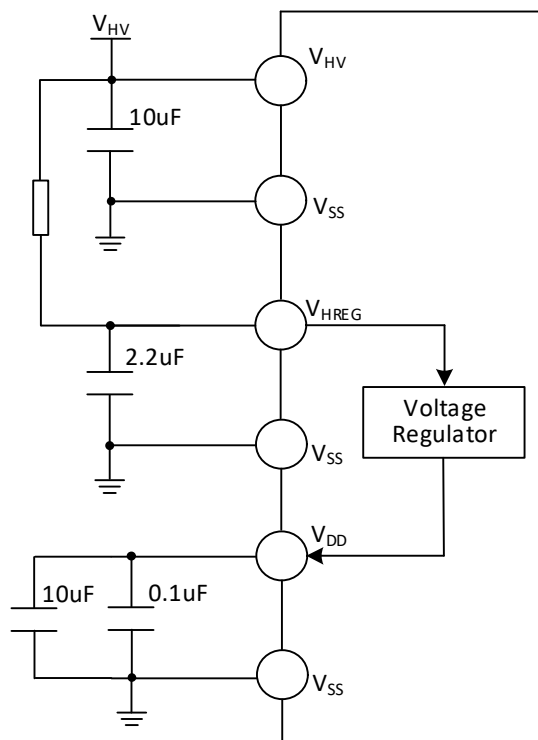 V_HV
V_HV
10uF
V_SS
V_HREG
2.2uF
Voltage
Regulator
V_SS
V_DD
10uF
0.1uF
V_SS